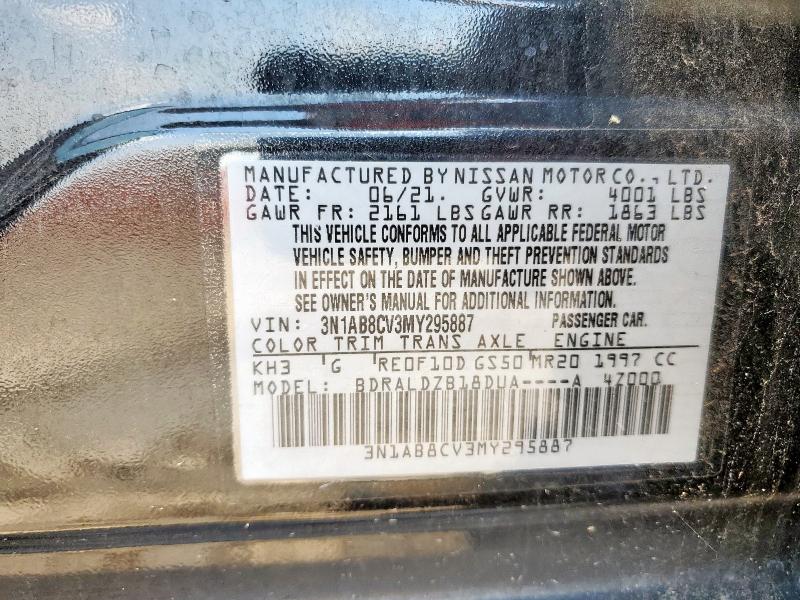 MANUFACTURED BY NISSAN MOTOR CO., LTD.
DATE: 06/21. GVWR: 4001 LBS
GAWR FR: 2161 LBS GAWR RR: 1863 LBS
THIS VEHICLE CONFORMS TO ALL APPLICABLE FEDERAL MOTOR
VEHICLE SAFETY, BUMPER AND THEFT PREVENTION STANDARDS
IN EFFECT ON THE DATE OF MANUFACTURE SHOWN ABOVE.
SEE OWNER'S MANUAL FOR ADDITIONAL INFORMATION.
VIN: 3N1AB8CV3MY295887 PASSENGER CAR.
COLOR TRIM TRANS AXLE ENGINE
KH3 G RE0F10D GS50 MR20 1997 CC
MODEL: BDRALDZB18DUA----A 4Z000
3N1AB8CV3MY295887